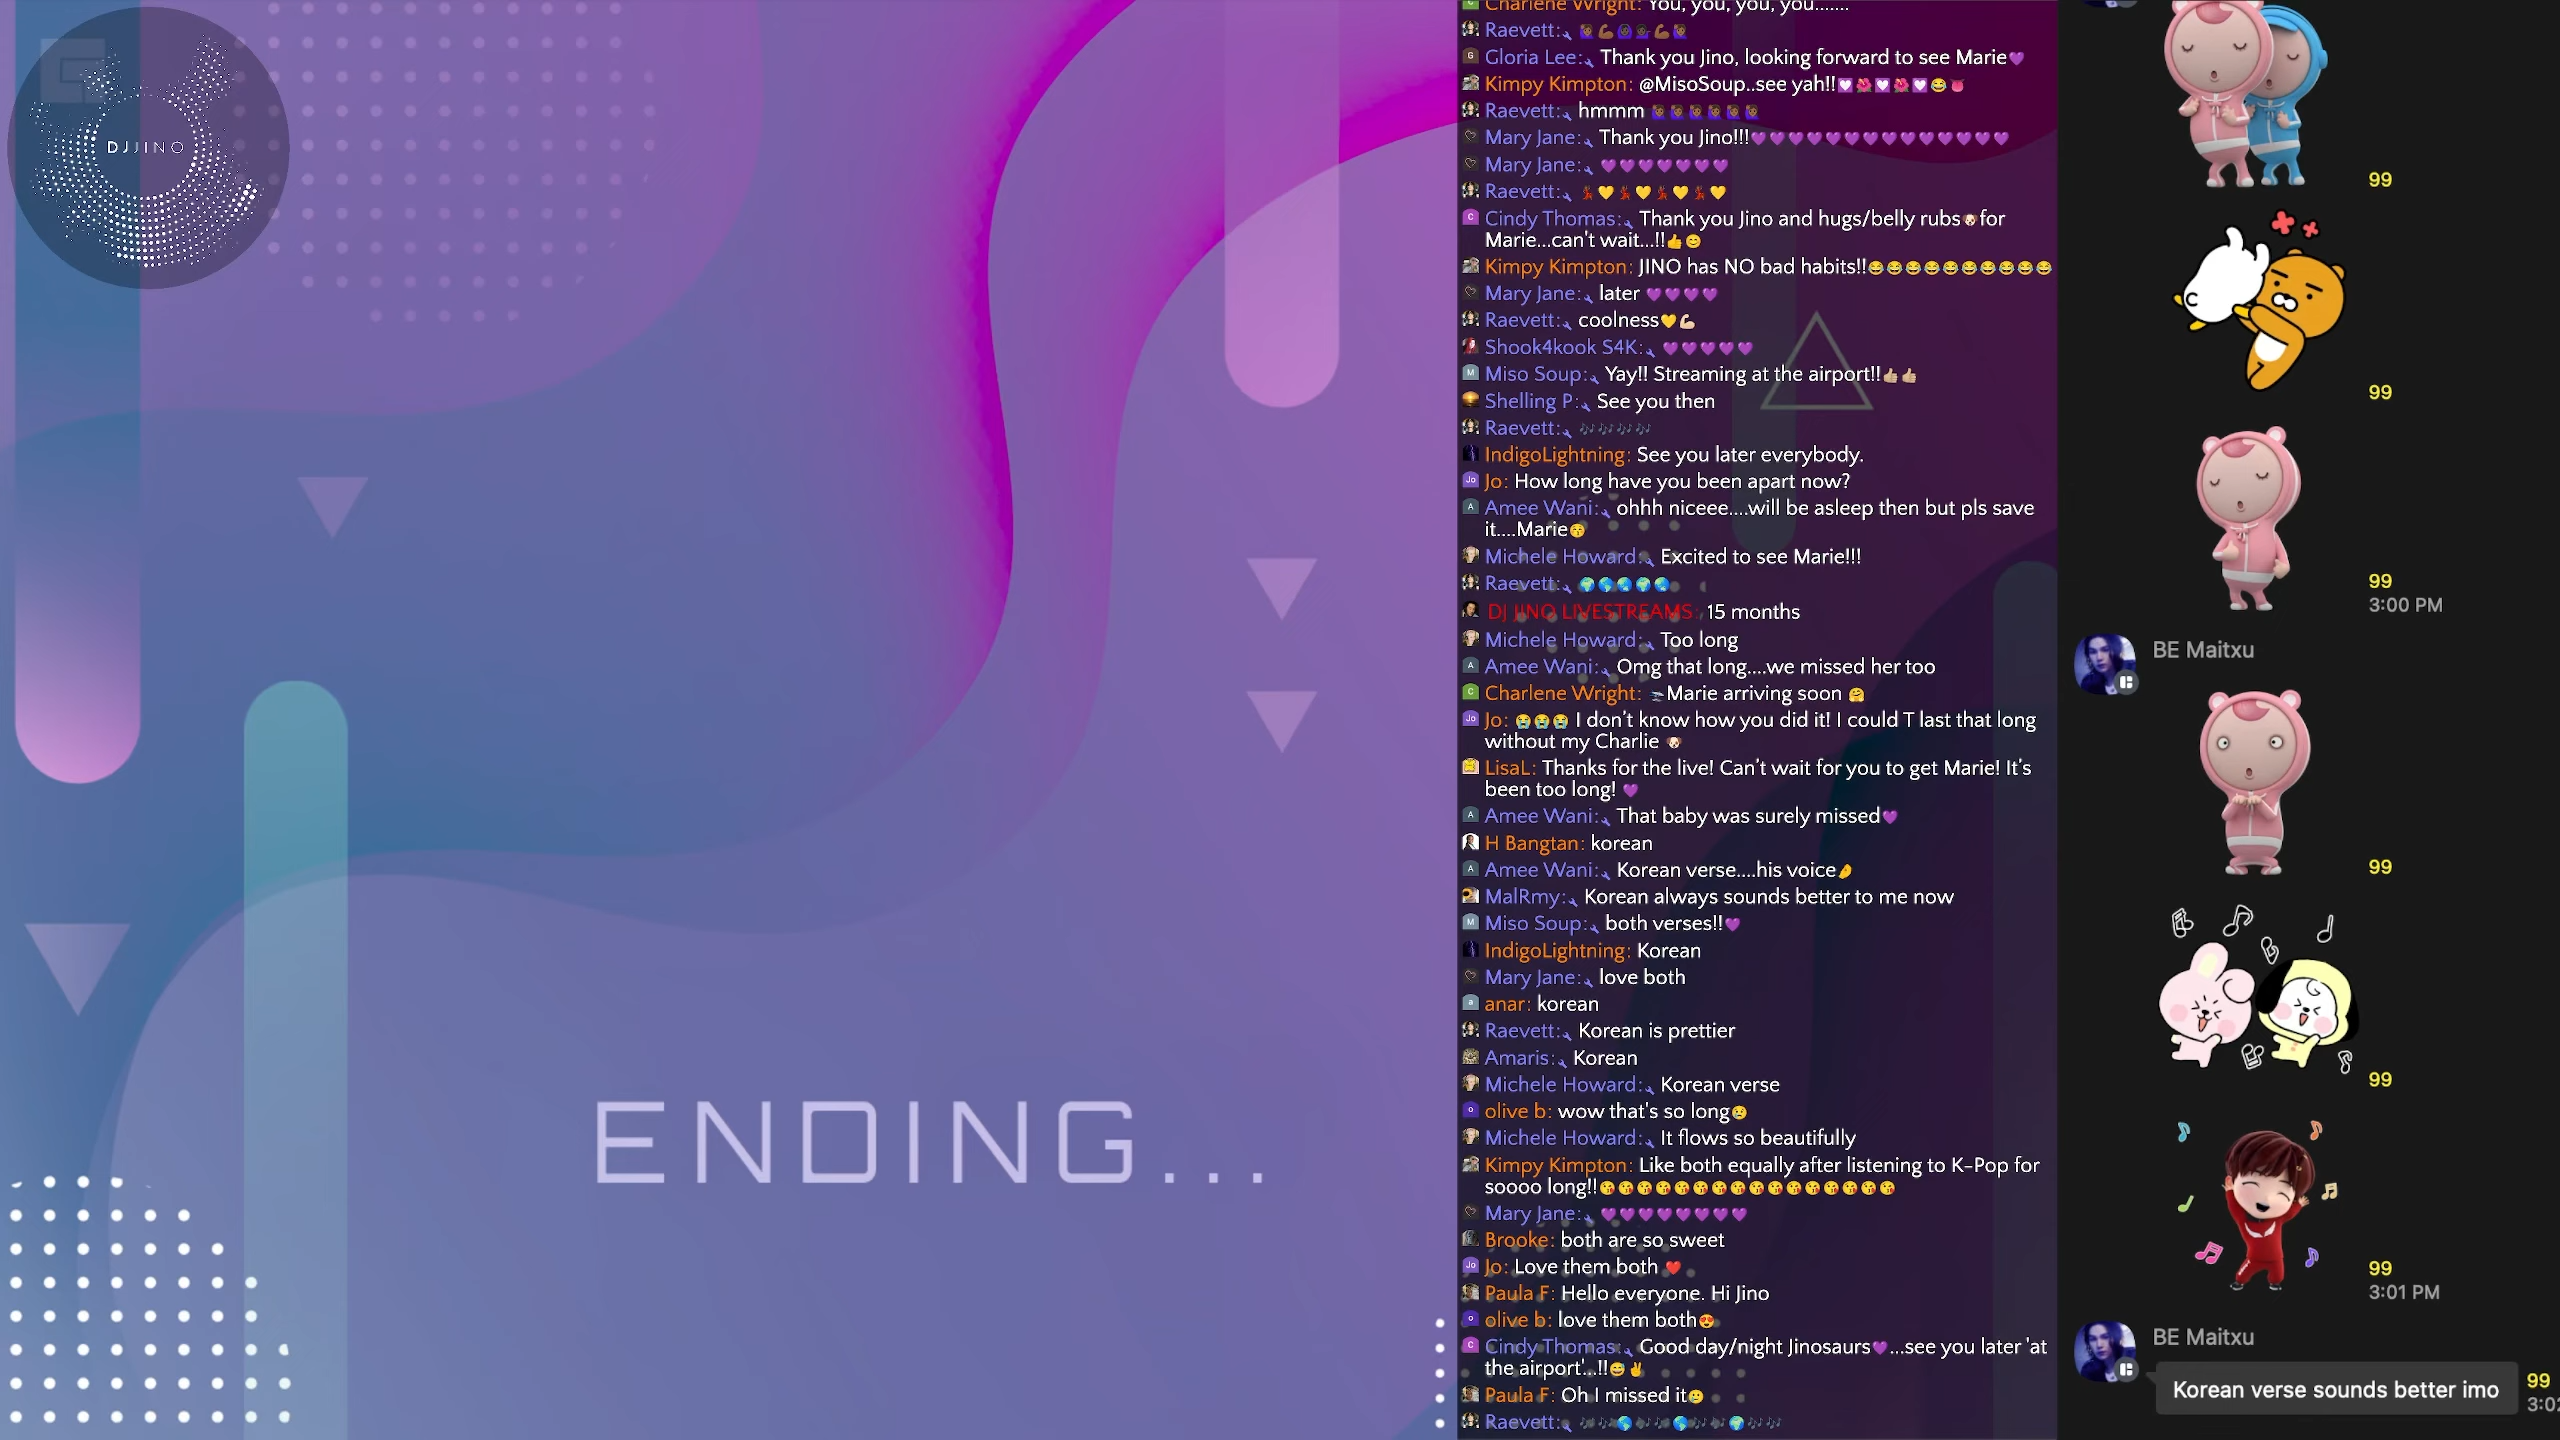 DJ JINO
ENDING...
Charlene Wright: You, you, you, you.......
Raevett:
Gloria Lee: Thank you Jino, looking forward to see Marie💜
Kimpy Kimpton: @MisoSoup..see yah!!💟🌺💟🌺💟😂👅
Raevett: hmmm
Mary Jane: Thank you Jino!!!💜💜💜💜💜💜💜💜💜💜💜💜💜💜
Mary Jane: 💜💜💜💜💜💜💜
Raevett: 💃🏾💛💃🏾💛💃🏾💛💃🏾💛
Cindy Thomas: Thank you Jino and hugs/belly rubs🐶for
Marie...can't wait...!!👍😊
Kimpy Kimpton: JINO has NO bad habits!!😂😂😂😂😂😂😂😂😂😂
Mary Jane: later 💜💜💜💜
Raevett: coolness💛💪🏼
Shook4kook S4K: 💜💜💜💜💜
Miso Soup: Yay!! Streaming at the airport!!👍🏼👍🏼
Shelling P: See you then
Raevett: 🎶🎶🎶🎶
IndigoLightning: See you later everybody.
Jo: How long have you been apart now?
Amee Wani: ohhh niceee....will be asleep then but pls save
it....Marie😚
Michele Howard: Excited to see Marie!!!
Raevett: 🌍🌎🌏🌍🌎
DJ JINO LIVESTREAMS: 15 months
Michele Howard: Too long
Amee Wani: Omg that long....we missed her too
Charlene Wright: 🛬Marie arriving soon 🤗
Jo: 😭😭😭 I don't know how you did it! I could T last that long
without my Charlie 🐶
LisaL: Thanks for the live! Can't wait for you to get Marie! It's
been too long! 💜
Amee Wani: That baby was surely missed💜
H Bangtan: korean
Amee Wani: Korean verse....his voice🤌
MalRmy: Korean always sounds better to me now
Miso Soup: both verses!!💜
IndigoLightning: Korean
Mary Jane: love both
anar: korean
Raevett: Korean is prettier
Amaris: Korean
Michele Howard: Korean verse
olive b: wow that's so long😢
Michele Howard: It flows so beautifully
Kimpy Kimpton: Like both equally after listening to K-Pop for
soooo long!!😘😘😘😘😘😘😘😘😘😘😘😘😘😘😘😘
Mary Jane: 💜💜💜💜💜💜💜💜
Brooke: both are so sweet
Jo: Love them both ❤️
Paula F: Hello everyone. Hi Jino
olive b: love them both😍
Cindy Thomas: Good day/night Jinosaurs💜...see you later 'at
the airport'...!!😅✌️
Paula F: Oh I missed it🥲
Raevett: 🎶🎶🌎🎶🎶🌎🎶🎶🌍🎶🎶
99
99
99
3:00 PM
BE Maitxu
99
99
99
3:01 PM
BE Maitxu
Korean verse sounds better imo
99